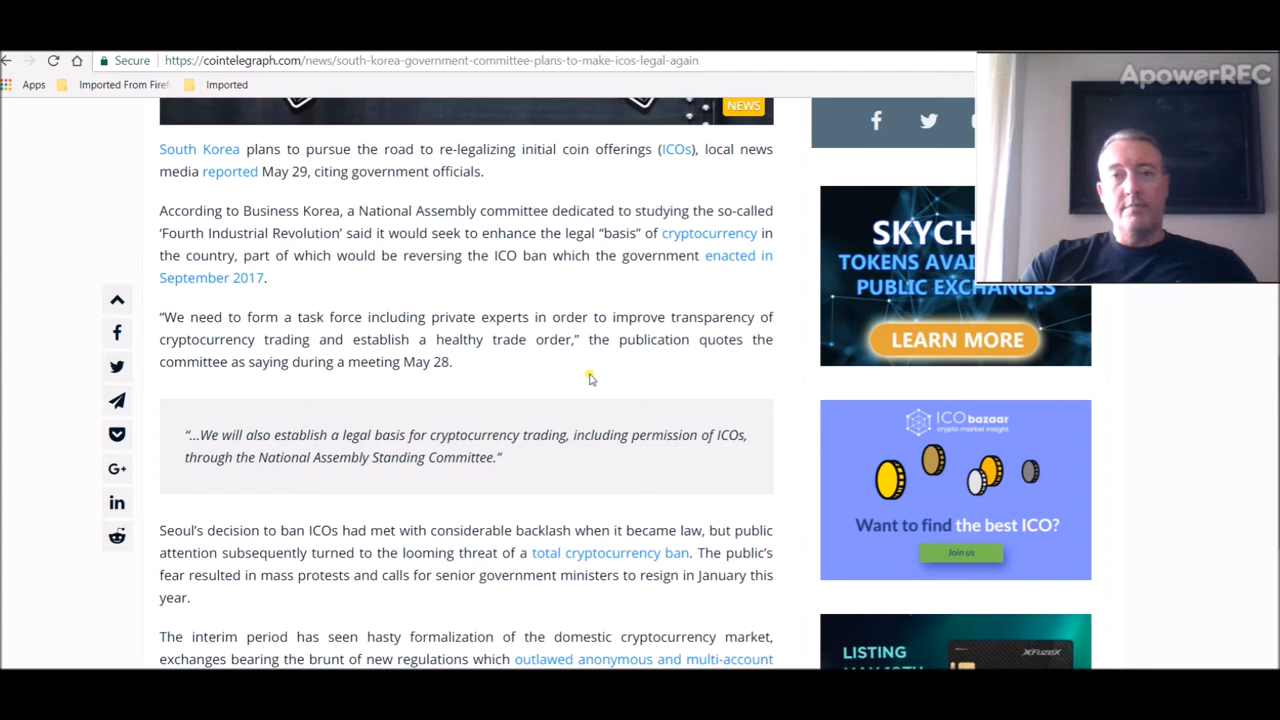 ApowerREC
Secure
https://cointelegraph.com/news/south-korea-government-committee-plans-to-make-icos-legal-again
Apps
Imported From Fire
Imported
NEWS
South Korea plans to pursue the road to re-legalizing initial coin offerings (ICOs), local news
media reported May 29, citing government officials.
According to Business Korea, a National Assembly committee dedicated to studying the so-called
‘Fourth Industrial Revolution’ said it would seek to enhance the legal “basis” of cryptocurrency in
the country, part of which would be reversing the ICO ban which the government enacted in
September 2017.
“We need to form a task force including private experts in order to improve transparency of
cryptocurrency trading and establish a healthy trade order,” the publication quotes the
committee as saying during a meeting May 28.
“...We will also establish a legal basis for cryptocurrency trading, including permission of ICOs,
through the National Assembly Standing Committee.”
Seoul’s decision to ban ICOs had met with considerable backlash when it became law, but public
attention subsequently turned to the looming threat of a total cryptocurrency ban. The public’s
fear resulted in mass protests and calls for senior government ministers to resign in January this
year.
The interim period has seen hasty formalization of the domestic cryptocurrency market,
exchanges bearing the brunt of new regulations which outlawed anonymous and multi-account
SKYCH
TOKENS AVAI
PUBLIC EXCHANGES
LEARN MORE
ICO bazaar
crypto market insight
Want to find the best ICO?
Join us
LISTING
XFUZEX